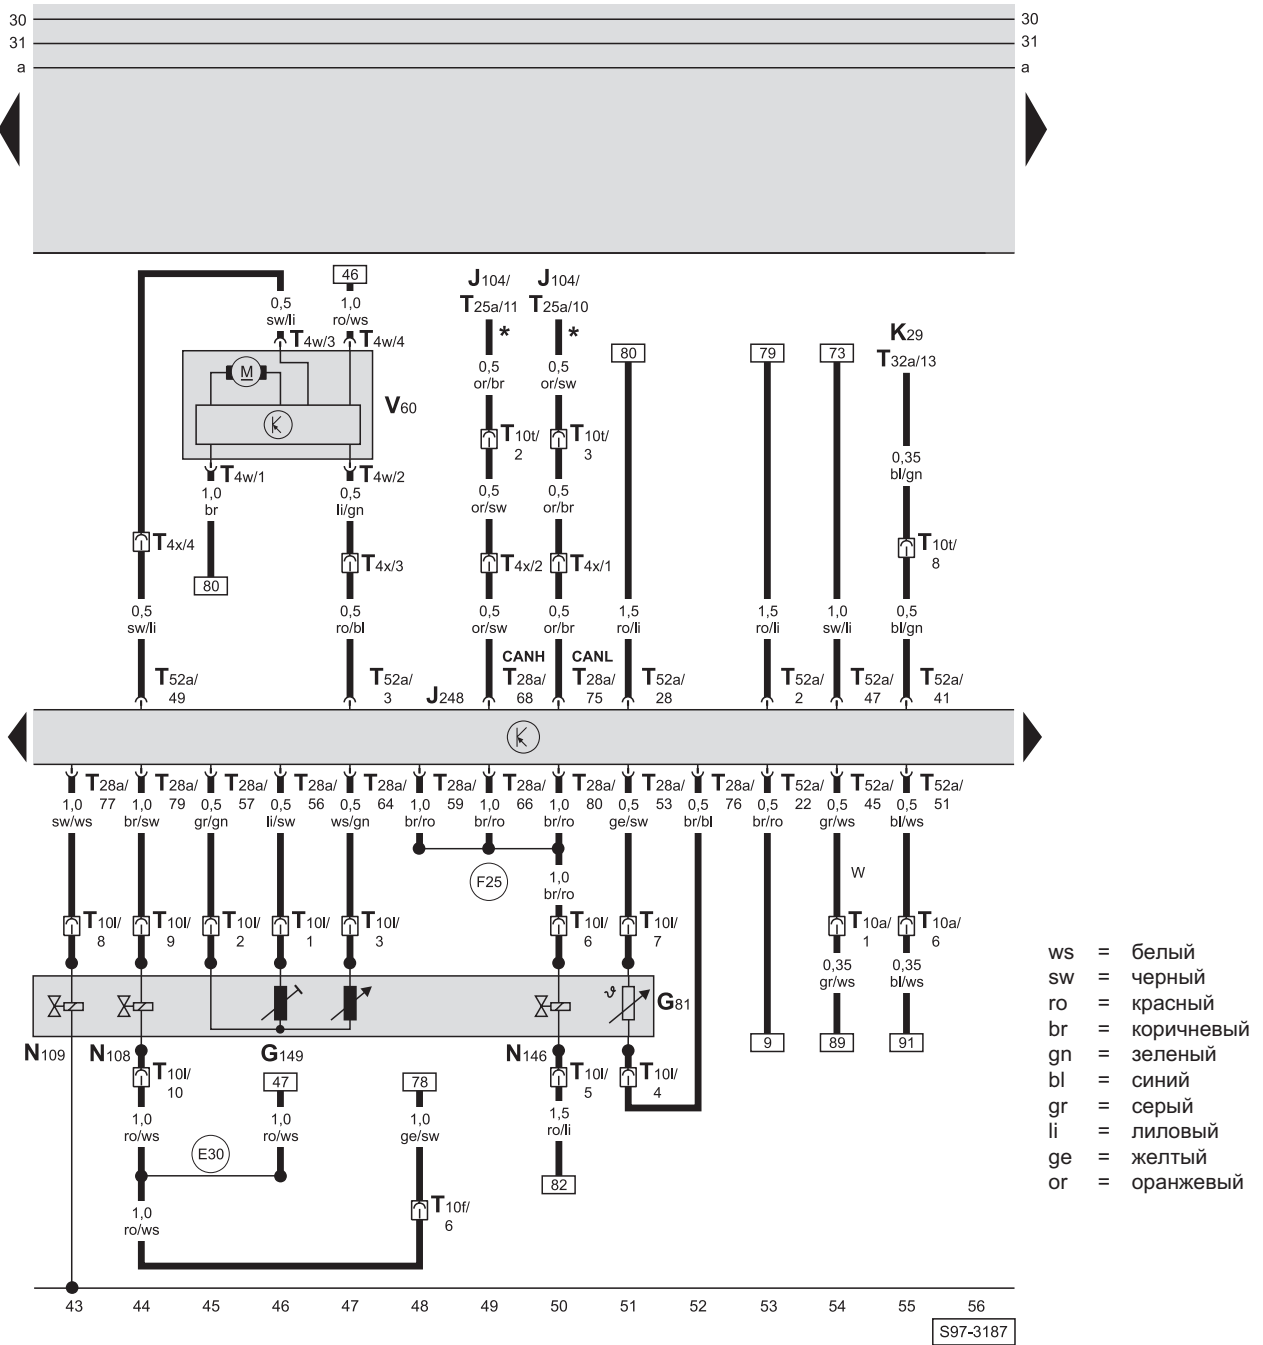 30 30
31 31
a a
46
J104/ J104/
0,5 1,0 T25a/11 T25a/10
sw/li ro/ws * * K29
T4w/3 T4w/4 80 79 73 T32a/13
M 0,5 0,5
or/br or/sw
V60
T10t/ T10t/
2 3 0,35
bl/gn
T4w/1 T4w/2
1,0 0,5 0,5 0,5
br li/gn or/sw or/br
T4x/4 T10t/
8
T4x/3 T4x/2 T4x/1
80
0,5 0,5 0,5 0,5 1,5 1,5 1,0 0,5
sw/li ro/bl or/sw or/br ro/li ro/li sw/li bl/gn
CANH CANL
T52a/ T52a/ T28a/ T28a/ T52a/ T52a/ T52a/ T52a/
49 3 J248 68 75 28 2 47 41
T28a/ T28a/ T28a/ T28a/ T28a/ T28a/ T28a/ T28a/ T28a/ T28a/ T52a/ T52a/ T52a/
77 79 57 56 64 59 66 80 53 76 22 45 51
1,0 1,0 0,5 0,5 0,5 1,0 1,0 1,0 0,5 0,5 0,5 0,5 0,5
sw/ws br/sw gr/gn li/sw ws/gn br/ro br/ro br/ro ge/sw br/bl br/ro gr/ws bl/ws
F25 1,0 W
br/ro
T10l/ T10l/ T10l/ T10l/ T10l/ T10l/ T10l/ T10a/ T10a/
8 9 2 1 3 6 7 1 6
0,35 0,35
gr/ws bl/ws
ϑ G81
N109 N108 G149 N146 9 89 91
T10l/ 47 78 T10l/ T10l/
10 5 4
1,0 1,0 1,0 1,5
ro/ws ro/ws ge/sw ro/li
E30
82
1,0 T10f/
ro/ws 6
43 44 45 46 47 48 49 50 51 52 53 54 55 56
S97-3187
ws = белый
sw = черный
ro = красный
br = коричневый
gn = зеленый
bl = синий
gr = серый
li = лиловый
ge = желтый
or = оранжевый